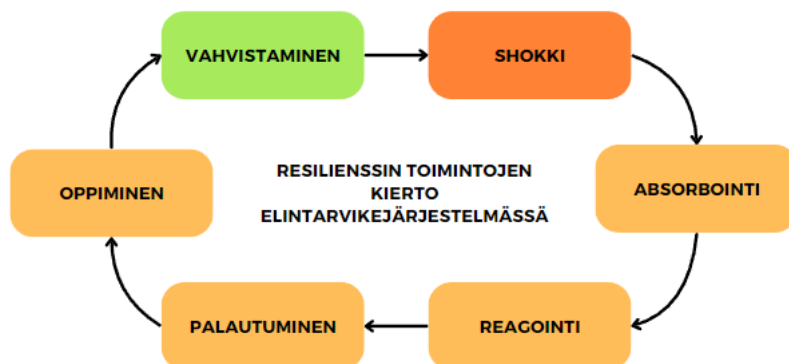 VAHVISTAMINEN
SHOKKI
ABSORBOINTI
REAGOINTI
PALAUTUMINEN
OPPIMINEN
RESILIENSSIN TOIMINTOJEN
KIERTO
ELINTARVIKEJÄRJESTELMÄSSÄ